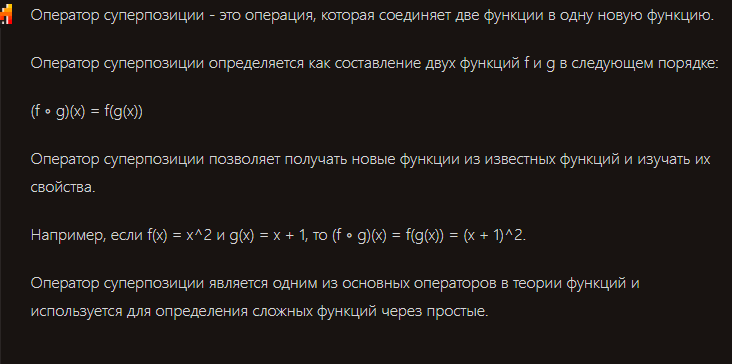 Оператор суперпозиции - это операция, которая соединяет две функции в одну новую функцию.
Оператор суперпозиции определяется как составление двух функций f и g в следующем порядке:
(f ∘ g)(x) = f(g(x))
Оператор суперпозиции позволяет получать новые функции из известных функций и изучать их
свойства.
Например, если f(x) = x^2 и g(x) = x + 1, то (f ∘ g)(x) = f(g(x)) = (x + 1)^2.
Оператор суперпозиции является одним из основных операторов в теории функций и
используется для определения сложных функций через простые.